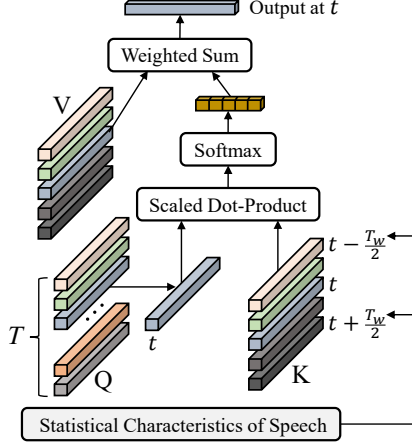 Output at t
Weighted Sum
V
Softmax
Scaled Dot-Product
t − T_w/2
t
t + T_w/2
T
...
t
Q
K
Statistical Characteristics of Speech